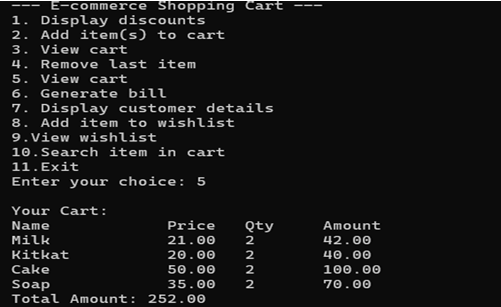 --- E-commerce Shopping Cart ---
1. Display discounts
2. Add item(s) to cart
3. View cart
4. Remove last item
5. View cart
6. Generate bill
7. Display customer details
8. Add item to wishlist
9.View wishlist
10.Search item in cart
11.Exit
Enter your choice: 5
Your Cart:
Name Price Qty Amount
Milk 21.00 2 42.00
Kitkat 20.00 2 40.00
Cake 50.00 2 100.00
Soap 35.00 2 70.00
Total Amount: 252.00